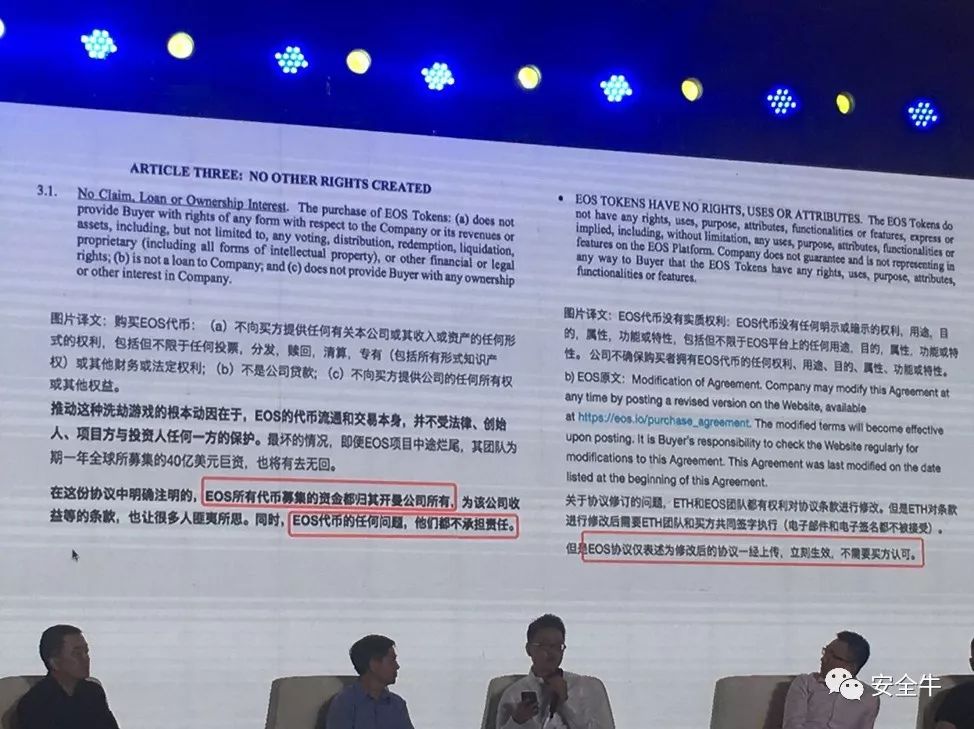 ARTICLE THREE: NO OTHER RIGHTS CREATED
3.1. No Claim, Loan or Ownership Interest. The purchase of EOS Tokens: (a) does not
provide Buyer with rights of any form with respect to the Company or its revenues or
assets, including, but not limited to, any voting, distribution, redemption, liquidation,
proprietary (including all forms of intellectual property), or other financial or legal
rights; (b) is not a loan to Company; and (c) does not provide Buyer with any ownership
or other interest in Company.
图片译文：购买EOS代币：（a）不向买方提供任何有关本公司或其收入或资产的任何形
式的权利，包括但不限于任何投票，分发，赎回，清算，专有（包括所有形式知识产
权）或其他财务或法定权利；（b）不是公司贷款；（c）不向买方提供公司的任何所有权
或其他权益。
推动这种洗劫游戏的根本动因在于，EOS的代币流通和交易本身，并不受法律、创始
人、项目方与投资人任何一方的保护。最坏的情况，即便EOS项目中途烂尾，其团队为
期一年全球所募集的40亿美元巨资，也将有去无回。
在这份协议中明确注明的，EOS所有代币募集的资金都归其开曼公司所有，为该公司收
益等的条款，也让很多人匪夷所思。同时，EOS代币的任何问题，他们都不承担责任。
• EOS TOKENS HAVE NO RIGHTS, USES OR ATTRIBUTES. The EOS Tokens do
not have any rights, uses, purpose, attributes, functionalities or features, express or
implied, including, without limitation, any uses, purpose, attributes, functionalities or
features on the EOS Platform. Company does not guarantee and is not representing in
any way to Buyer that the EOS Tokens have any rights, uses, purpose, attributes,
functionalities or features.
图片译文：EOS代币没有实质权利：EOS代币没有任何明示或暗示的权利，用途，目
的，属性，功能或特性，包括但不限于EOS平台上的任何用途，目的，属性，功能或特
性。公司不确保购买者拥有EOS代币的任何权利、用途、目的、属性、功能或特性。
b) EOS原文：Modification of Agreement. Company may modify this Agreement at
any time by posting a revised version on the Website, available
at https://eos.io/purchase_agreement. The modified terms will become effective
upon posting. It is Buyer's responsibility to check the Website regularly for
modifications to this Agreement. This Agreement was last modified on the date
listed at the beginning of this Agreement.
关于协议修订的问题，ETH和EOS团队都有权利对协议条款进行修改。但是ETH对条款
进行修改后需要ETH团队和买方共同签字执行（电子邮件和电子签名都不被接受）。
但是EOS协议仅表述为修改后的协议一经上传，立刻生效，不需要买方认可。
安全牛